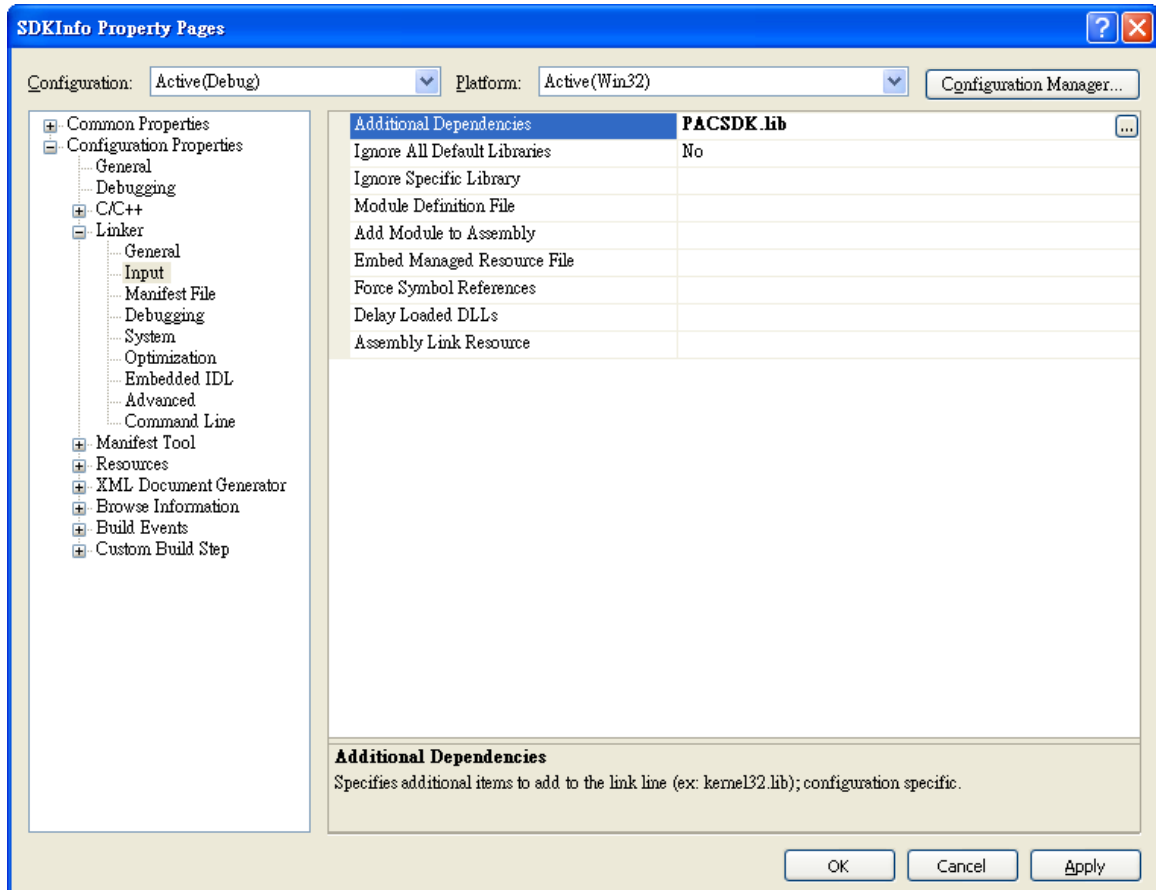 SDKInfo Property Pages
Configuration: Active(Debug) Platform: Active(Win32) Configuration Manager...
Common Properties
Configuration Properties
General
Debugging
C/C++
Linker
General
Input
Manifest File
Debugging
System
Optimization
Embedded IDL
Advanced
Command Line
Manifest Tool
Resources
XML Document Generator
Browse Information
Build Events
Custom Build Step
Additional Dependencies PACSDK.lib ...
Ignore All Default Libraries No
Ignore Specific Library
Module Definition File
Add Module to Assembly
Embed Managed Resource File
Force Symbol References
Delay Loaded DLLs
Assembly Link Resource
Additional Dependencies
Specifies additional items to add to the link line (ex: kernel32.lib); configuration specific.
OK Cancel Apply